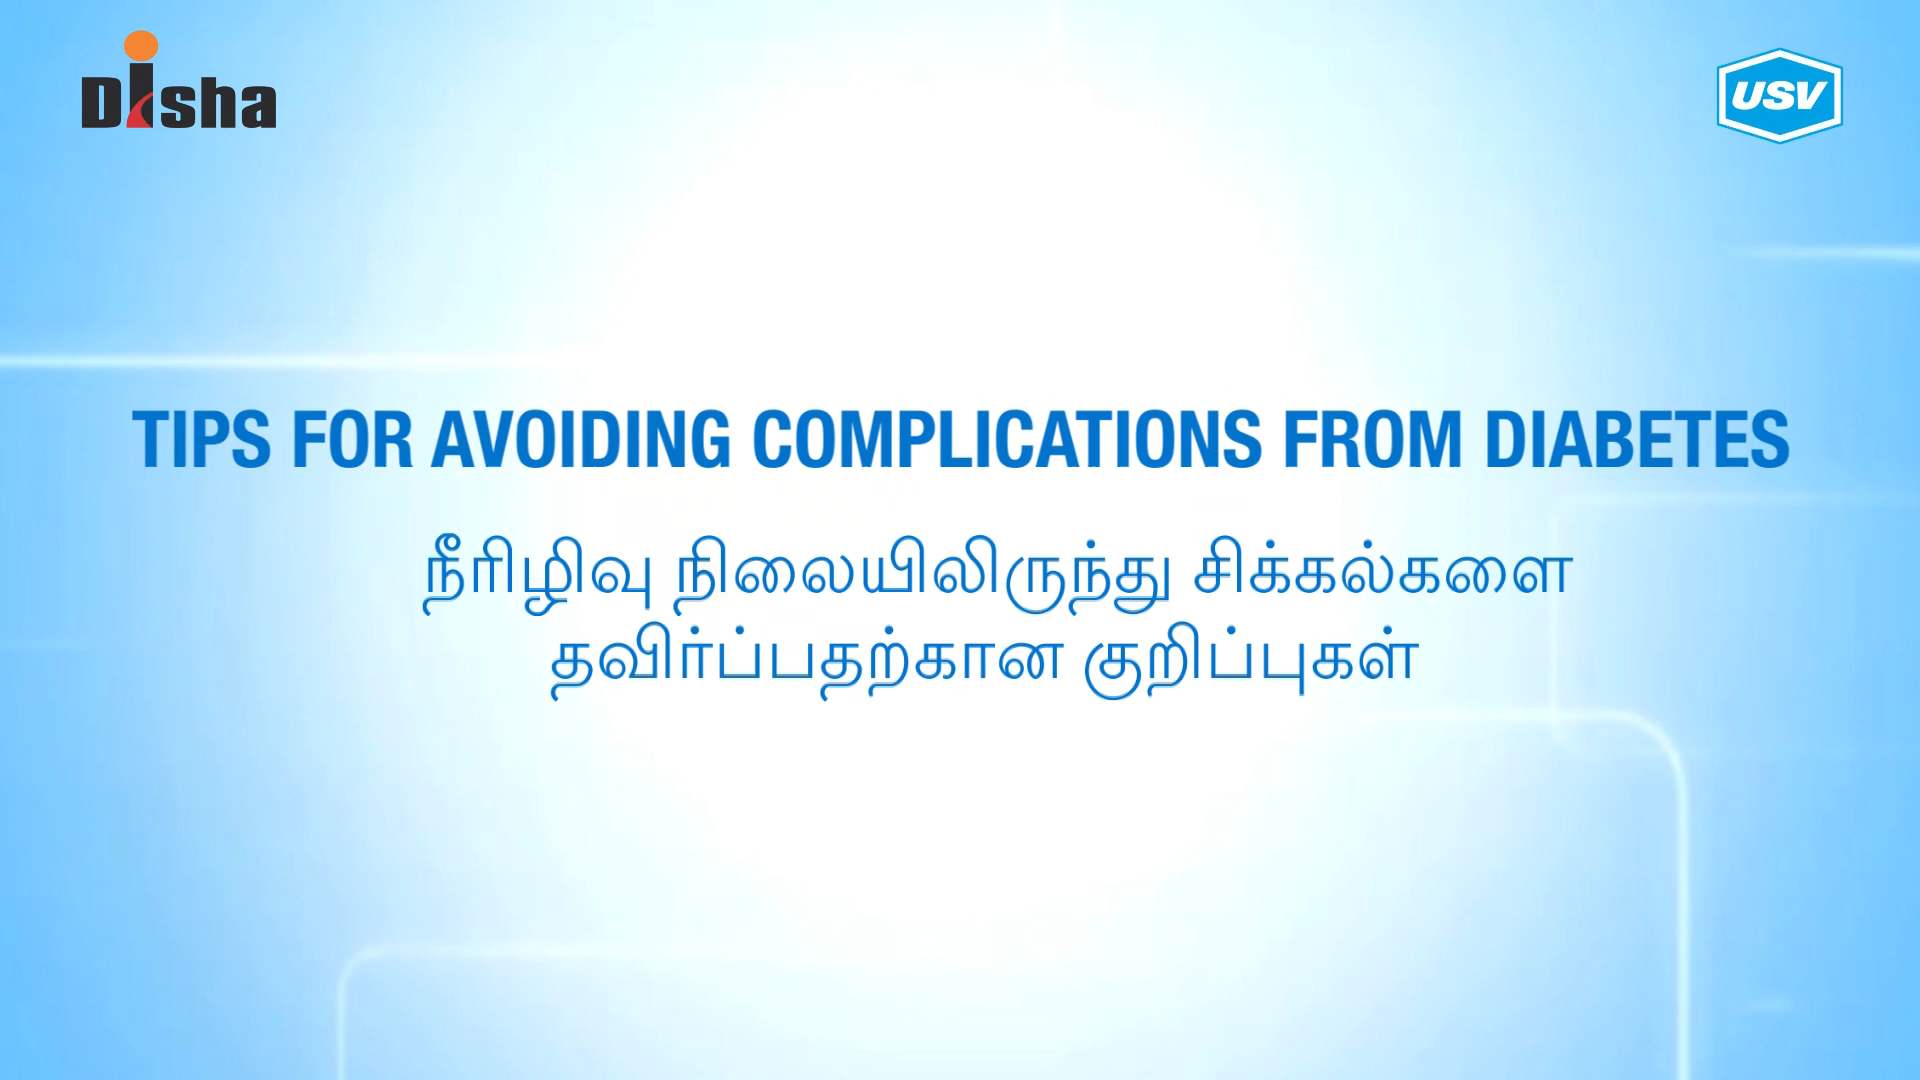 Disha
USV
TIPS FOR AVOIDING COMPLICATIONS FROM DIABETES
நீரிழிவு நிலையிலிருந்து சிக்கல்களை
தவிர்ப்பதற்கான குறிப்புகள்